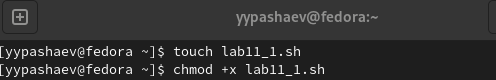 yypashaev@fedora:~
[yypashaev@fedora ~]$ touch lab11_1.sh
[yypashaev@fedora ~]$ chmod +x lab11_1.sh